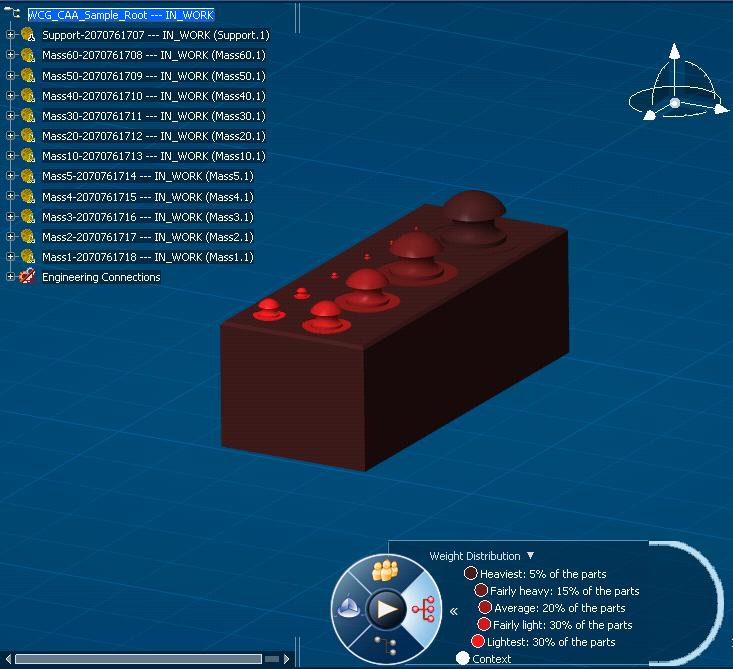 WCG_CAA_Sample_Root --- IN_WORK
Support-2070761707 --- IN_WORK (Support.1)
Mass60-2070761708 --- IN_WORK (Mass60.1)
Mass50-2070761709 --- IN_WORK (Mass50.1)
Mass40-2070761710 --- IN_WORK (Mass40.1)
Mass30-2070761711 --- IN_WORK (Mass30.1)
Mass20-2070761712 --- IN_WORK (Mass20.1)
Mass10-2070761713 --- IN_WORK (Mass10.1)
Mass5-2070761714 --- IN_WORK (Mass5.1)
Mass4-2070761715 --- IN_WORK (Mass4.1)
Mass3-2070761716 --- IN_WORK (Mass3.1)
Mass2-2070761717 --- IN_WORK (Mass2.1)
Mass1-2070761718 --- IN_WORK (Mass1.1)
Engineering Connections
Weight Distribution
Heaviest: 5% of the parts
Fairly heavy: 15% of the parts
Average: 20% of the parts
Fairly light: 30% of the parts
Lightest: 30% of the parts
Context